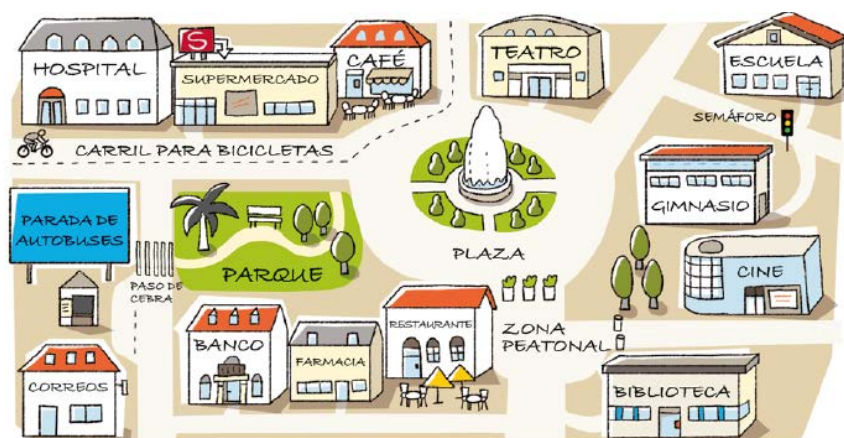 HOSPITAL
S
SUPERMERCADO
CAFÉ
TEATRO
ESCUELA
SEMÁFORO
CARRIL PARA BICICLETAS
GIMNASIO
PARADA DE
AUTOBUSES
PASO DE
CEBRA
PARQUE
PLAZA
CINE
BANCO
FARMACIA
RESTAURANTE
ZONA
PEATONAL
CORREOS
BIBLIOTECA